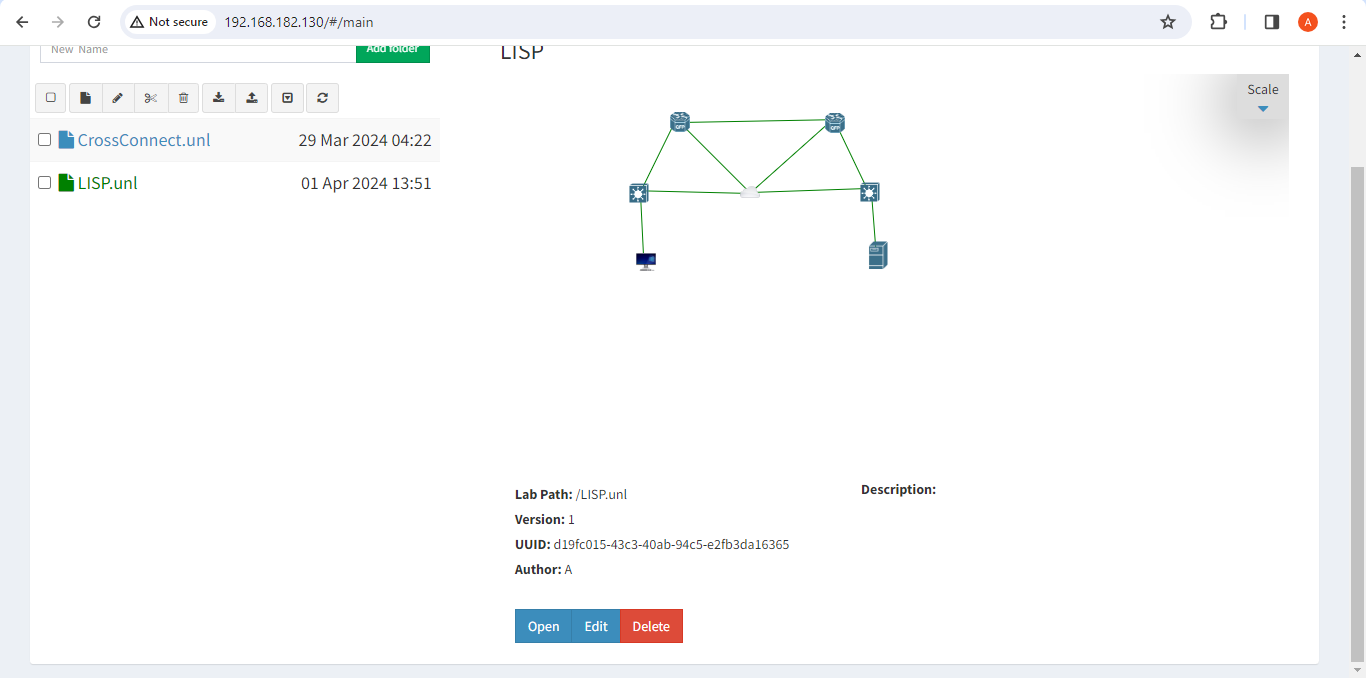 Not secure
192.168.182.130/#/main
A
New Name
Add folder
LISP
Scale
CrossConnect.unl
29 Mar 2024 04:22
LISP.unl
01 Apr 2024 13:51
Lab Path: /LISP.unl
Description:
Version: 1
UUID: d19fc015-43c3-40ab-94c5-e2fb3da16365
Author: A
Open
Edit
Delete